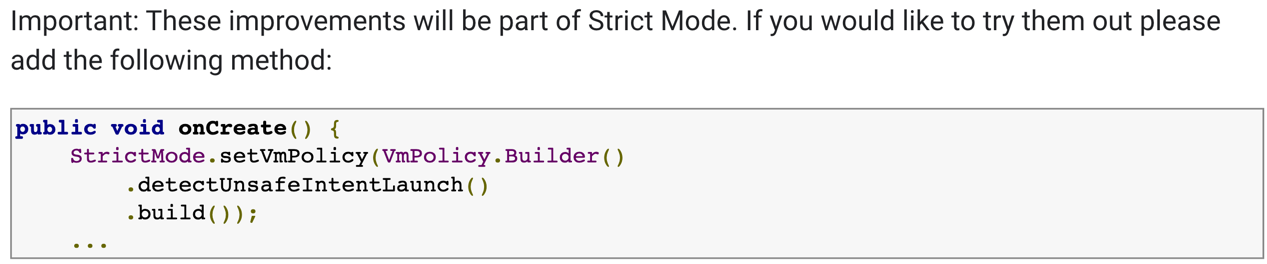 Important: These improvements will be part of Strict Mode. If you would like to try them out please
add the following method:
public void onCreate() {
    StrictMode.setVmPolicy(VmPolicy.Builder()
        .detectUnsafeIntentLaunch()
        .build());
    ...